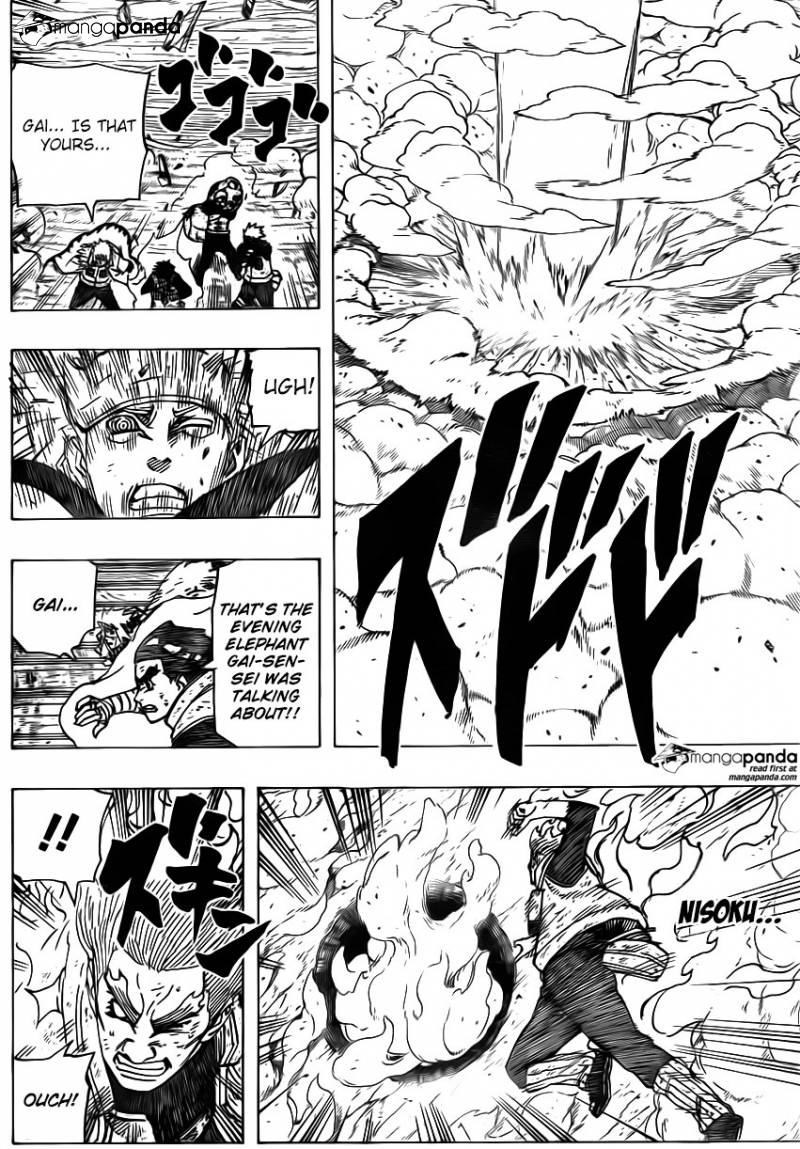 mangapanda
ゴゴゴ
GAI... IS THAT
YOURS...
ズドド
UGH!
GAI...
THAT'S THE
EVENING
ELEPHANT
GAI-SEN-
SEI WAS
TALKING
ABOUT!!
mangapanda
read first at
mangapanda.com
NISOKU...
!!
ズキン
OUCH!